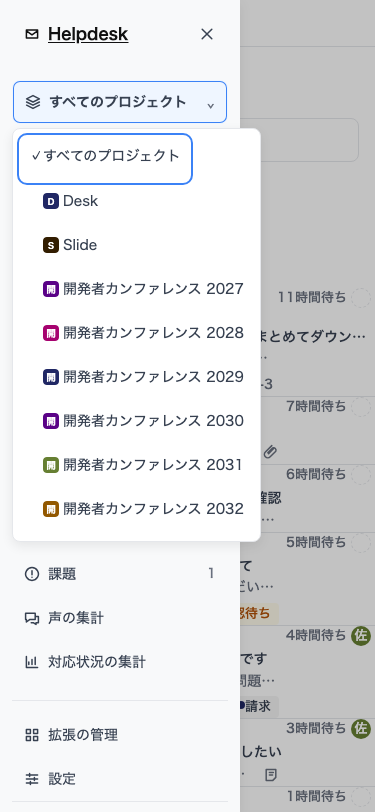 Helpdesk
すべてのプロジェクト
✓すべてのプロジェクト
D Desk
S Slide
開 開発者カンファレンス 2027
開 開発者カンファレンス 2028
開 開発者カンファレンス 2029
開 開発者カンファレンス 2030
開 開発者カンファレンス 2031
開 開発者カンファレンス 2032
課題 1
声の集計
対応状況の集計
拡張の管理
設定
11時間待ち
まとめてダウン…
…
-3
7時間待ち
6時間待ち
確認
…
5時間待ち
て
だい…
認待ち
4時間待ち 佐
です
問題…
請求
3時間待ち 佐
したい
1時間待ち